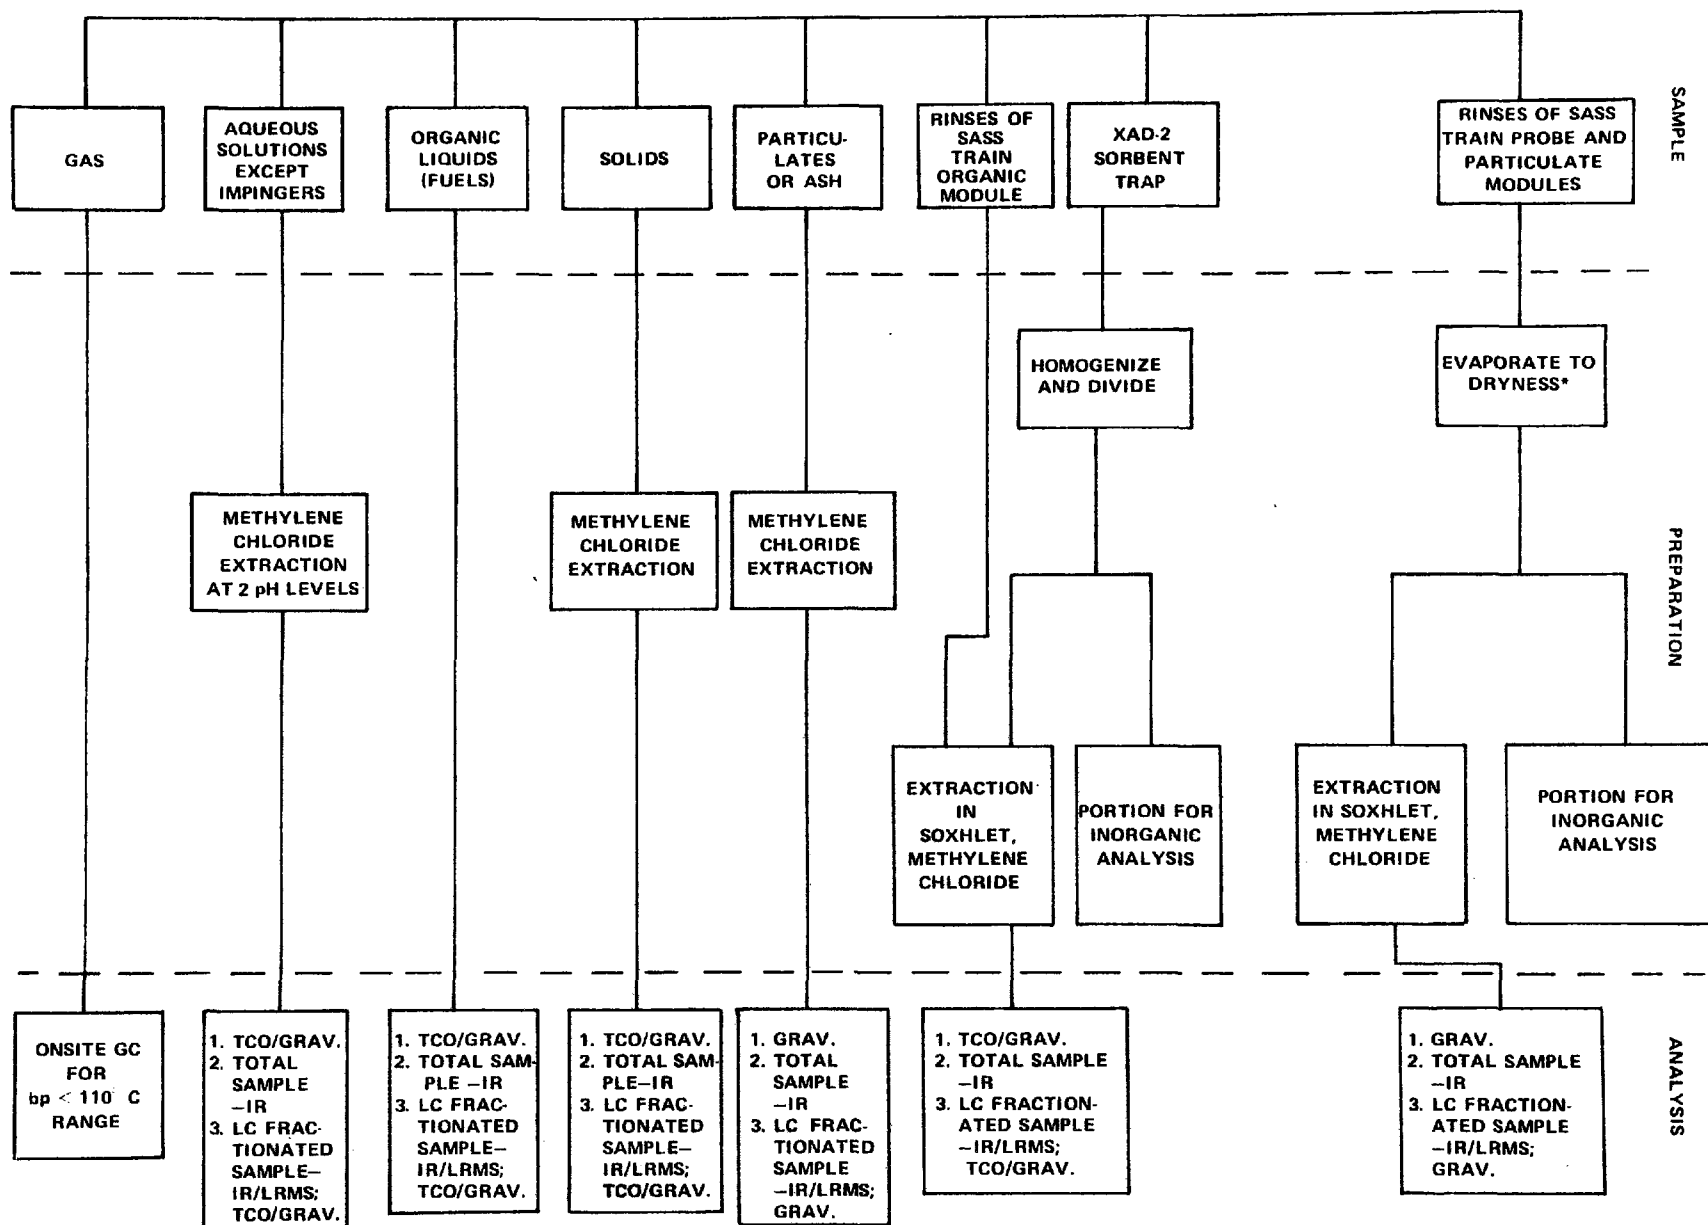 GAS
AQUEOUS
SOLUTIONS
EXCEPT
IMPINGERS
ORGANIC
LIQUIDS
(FUELS)
SOLIDS
PARTICU-
LATES
OR ASH
RINSES OF
SASS
TRAIN
ORGANIC
MODULE
XAD-2
SORBENT
TRAP
RINSES OF SASS
TRAIN PROBE AND
PARTICULATE
MODULES
SAMPLE
HOMOGENIZE
AND DIVIDE
EVAPORATE TO
DRYNESS*
METHYLENE
CHLORIDE
EXTRACTION
AT 2 pH LEVELS
METHYLENE
CHLORIDE
EXTRACTION
METHYLENE
CHLORIDE
EXTRACTION
EXTRACTION
IN
SOXHLET,
METHYLENE
CHLORIDE
PORTION FOR
INORGANIC
ANALYSIS
EXTRACTION
IN SOXHLET,
METHYLENE
CHLORIDE
PORTION FOR
INORGANIC
ANALYSIS
PREPARATION
ONSITE GC
FOR
bp < 110° C
RANGE
1. TCO/GRAV.
2. TOTAL
SAMPLE
–IR
3. LC FRAC-
TIONATED
SAMPLE–
IR/LRMS;
TCO/GRAV.
1. TCO/GRAV.
2. TOTAL SAM-
PLE –IR
3. LC FRAC-
TIONATED
SAMPLE–
IR/LRMS;
TCO/GRAV.
1. TCO/GRAV.
2. TOTAL SAM-
PLE–IR
3. LC FRAC-
TIONATED
SAMPLE–
IR/LRMS;
TCO/GRAV.
1. GRAV.
2. TOTAL
SAMPLE
–IR
3. LC FRAC-
TIONATED
SAMPLE
–IR/LRMS;
GRAV.
1. TCO/GRAV.
2. TOTAL SAMPLE
–IR
3. LC FRACTION-
ATED SAMPLE
–IR/LRMS;
TCO/GRAV.
1. GRAV.
2. TOTAL SAMPLE
–IR
3. LC FRACTION-
ATED SAMPLE
–IR/LRMS;
GRAV.
ANALYSIS